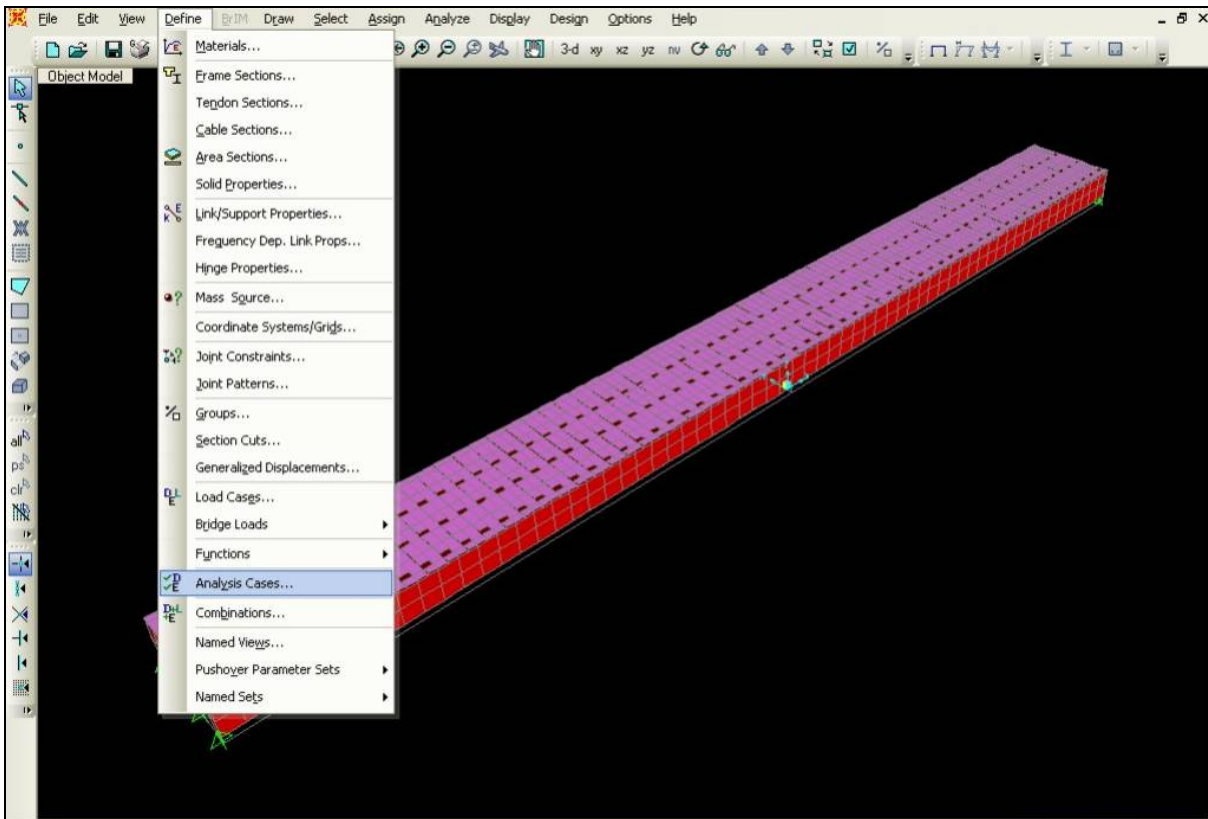 File Edit View Define BrIM Draw Select Assign Analyze Display Design Options Help
3-d xy xz yz nv
Object Model
Materials...
Frame Sections...
Tendon Sections...
Cable Sections...
Area Sections...
Solid Properties...
Link/Support Properties...
Frequency Dep. Link Props...
Hinge Properties...
Mass Source...
Coordinate Systems/Grids...
Joint Constraints...
Joint Patterns...
Groups...
Section Cuts...
Generalized Displacements...
Load Cases...
Bridge Loads
Functions
Analysis Cases...
Combinations...
Named Views...
Pushover Parameter Sets
Named Sets
all
ps
clr